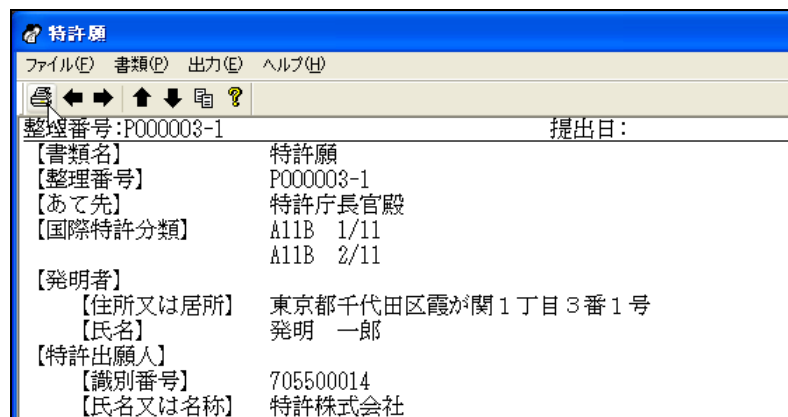 特許願
ファイル(F) 書類(P) 出力(E) ヘルプ(H)
整理番号:P000003-1 提出日:
【書類名】 特許願
【整理番号】 P000003-1
【あて先】 特許庁長官殿
【国際特許分類】 A11B 1/11
A11B 2/11
【発明者】
【住所又は居所】 東京都千代田区霞が関1丁目3番1号
【氏名】 発明 一郎
【特許出願人】
【識別番号】 705500014
【氏名又は名称】 特許株式会社